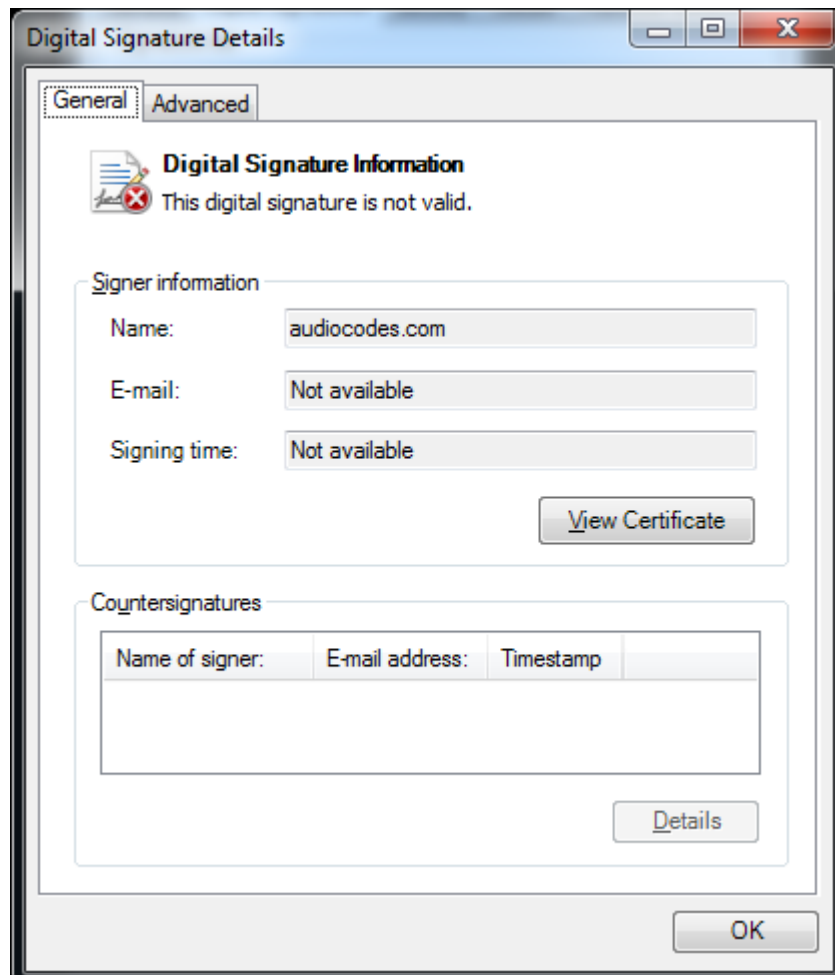 Digital Signature Details
General Advanced
Digital Signature Information
This digital signature is not valid.
Signer information
Name: audiocodes.com
E-mail: Not available
Signing time: Not available
View Certificate
Countersignatures
Name of signer: E-mail address: Timestamp
Details
OK